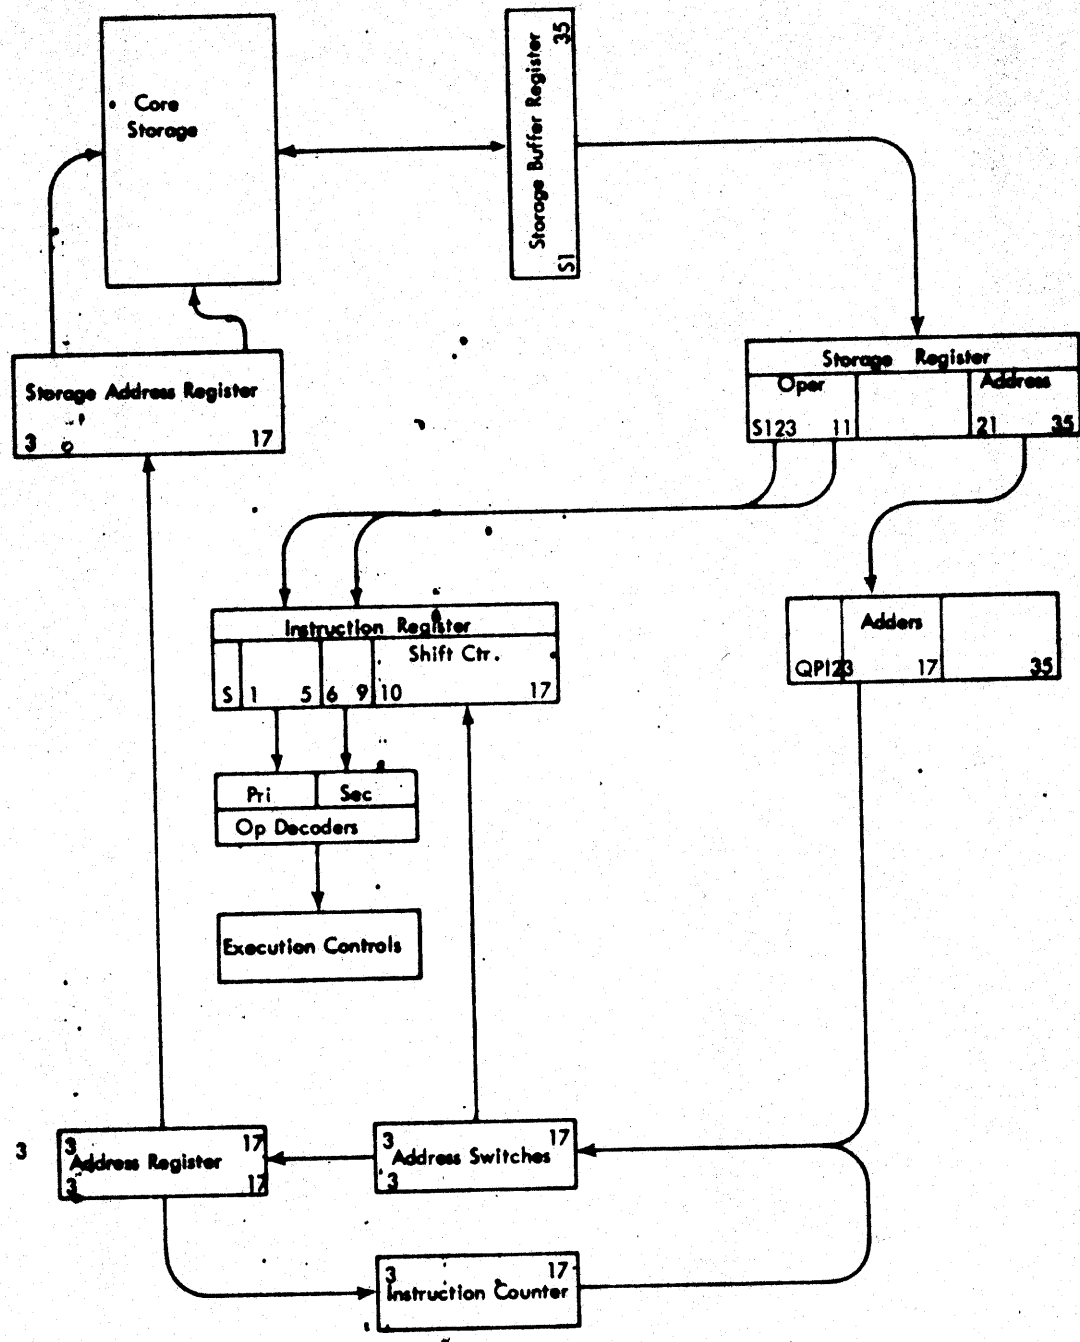 Core
Storage
Storage Buffer Register
S1
35
Storage Address Register
3
17
Storage Register
Oper
Address
S123
11
21
35
Instruction Register
Shift Ctr.
S
1
5
6
9
10
17
Adders
QP123
17
35
Pri
Sec
Op Decoders
Execution Controls
3
3
17
Address Register
3
17
3
17
Address Switches
3
3
17
Instruction Counter